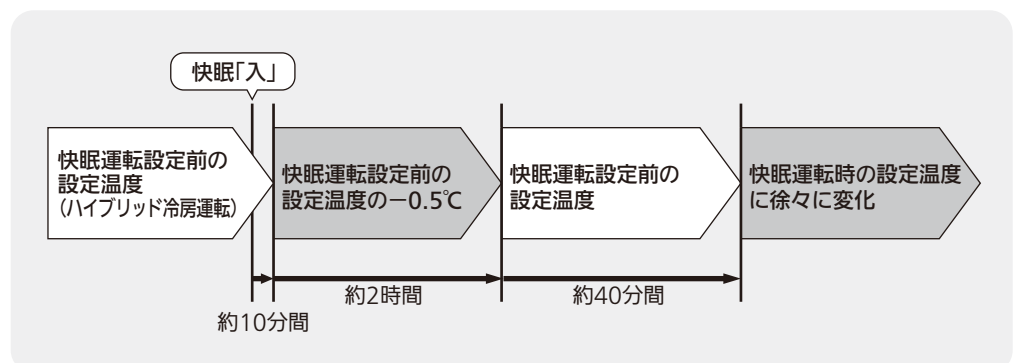 快眠「入」
快眠運転設定前の
設定温度
（ハイブリッド冷房運転）
快眠運転設定前の
設定温度の－0.5℃
快眠運転設定前の
設定温度
快眠運転時の設定温度
に徐々に変化
約10分間
約2時間
約40分間